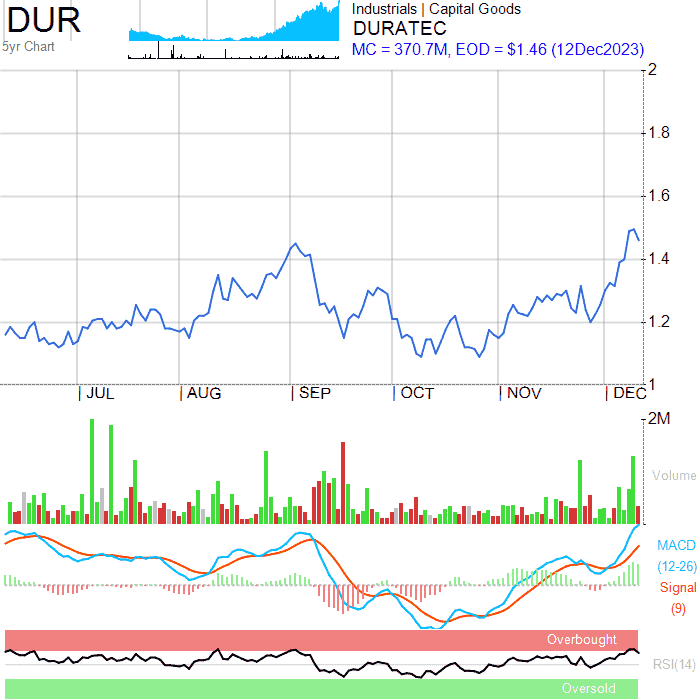 DUR
5yr Chart
Industrials | Capital Goods
DURATEC
MC = 370.7M, EOD = $1.46 (12Dec2023)
2
1.8
1.6
1.4
1.2
1
| JUL | AUG | SEP | OCT | NOV | DEC
2M
Volume
MACD
(12-26)
Signal
(9)
Overbought
RSI(14)
Oversold